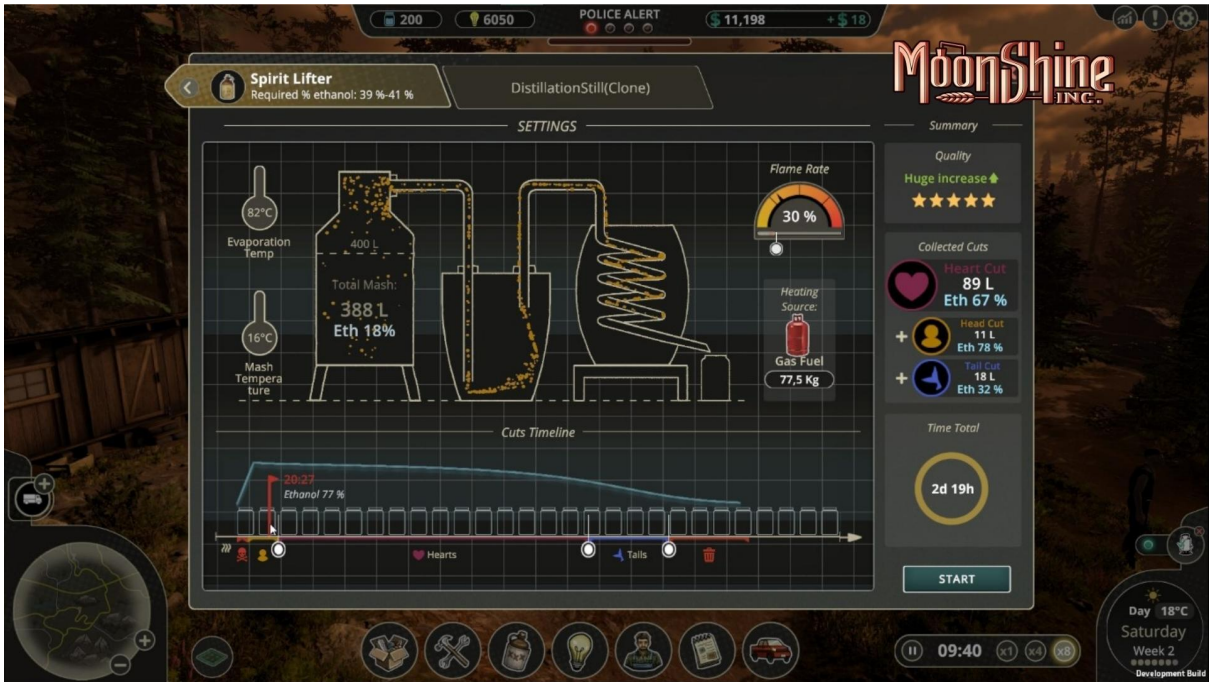 200
6050
POLICE ALERT
$ 11,198
+ $ 18
MoonShine
INC.
Spirit Lifter
Required % ethanol: 39 %-41 %
DistillationStill(Clone)
SETTINGS
Summary
82°C
Evaporation
Temp
16°C
Mash
Tempera
ture
400 L
Total Mash:
388 L
Eth 18%
Flame Rate
30 %
Heating
Source:
Gas Fuel
77,5 Kg
Quality
Huge increase
Collected Cuts
Heart Cut
89 L
Eth 67 %
+
Head Cut
11 L
Eth 78 %
+
Tail Cut
18 L
Eth 32 %
Cuts Timeline
20:27
Ethanol 77 %
Hearts
Tails
Time Total
2d 19h
START
Day 18°C
Saturday
Week 2
09:40
x1
x4
x8
Development Build